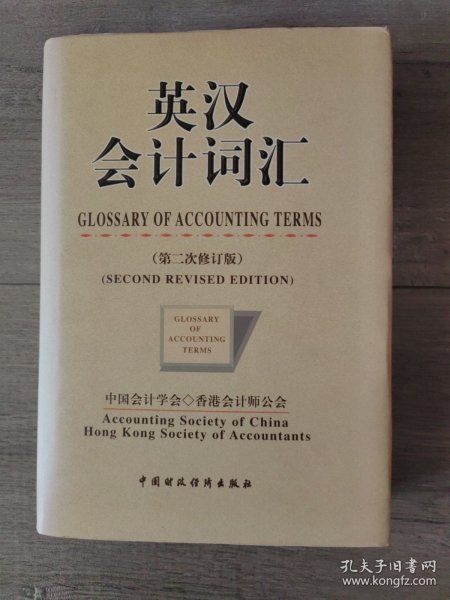 英汉
会计词汇
GLOSSARY OF ACCOUNTING TERMS
（第二次修订版）
(SECOND REVISED EDITION)
GLOSSARY
OF
ACCOUNTING
TERMS
中国会计学会◇香港会计师公会
Accounting Society of China
Hong Kong Society of Accountants
中国财政经济出版社
孔夫子旧书网
www.kongfz.com